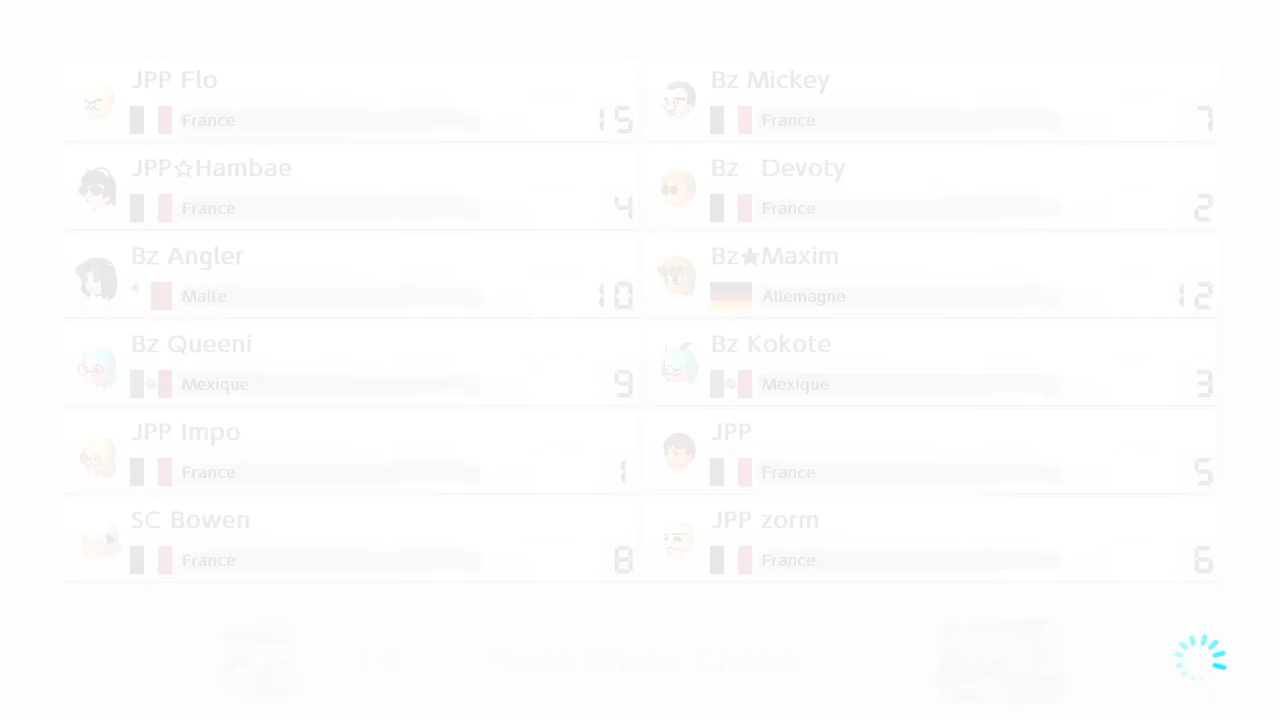 JPP Flo
France 15
Bz Mickey
France 7
JPP☆Hambae
France 4
Bz Devoty
France 2
Bz Angler
Malte 10
Bz★Maxim
Allemagne 12
Bz Queeni
Mexique 9
Bz Kokote
Mexique 3
JPP Impo
France 1
JPP
France 5
SC Bowen
France 8
JPP zorm
France 6